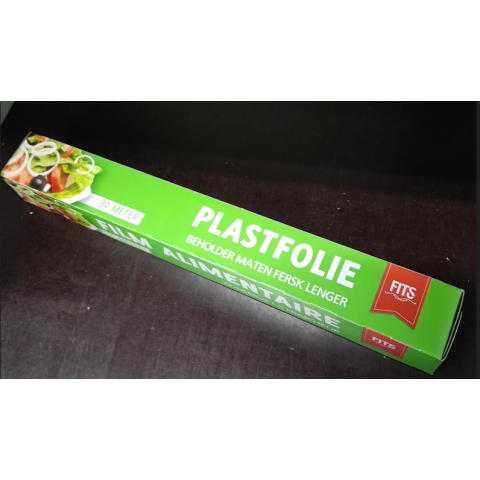 30 METER
PLASTFOLIE
BEHOLDER MATEN FERSK LENGER
FITS
FILM ALIMENTAIRE
FITS